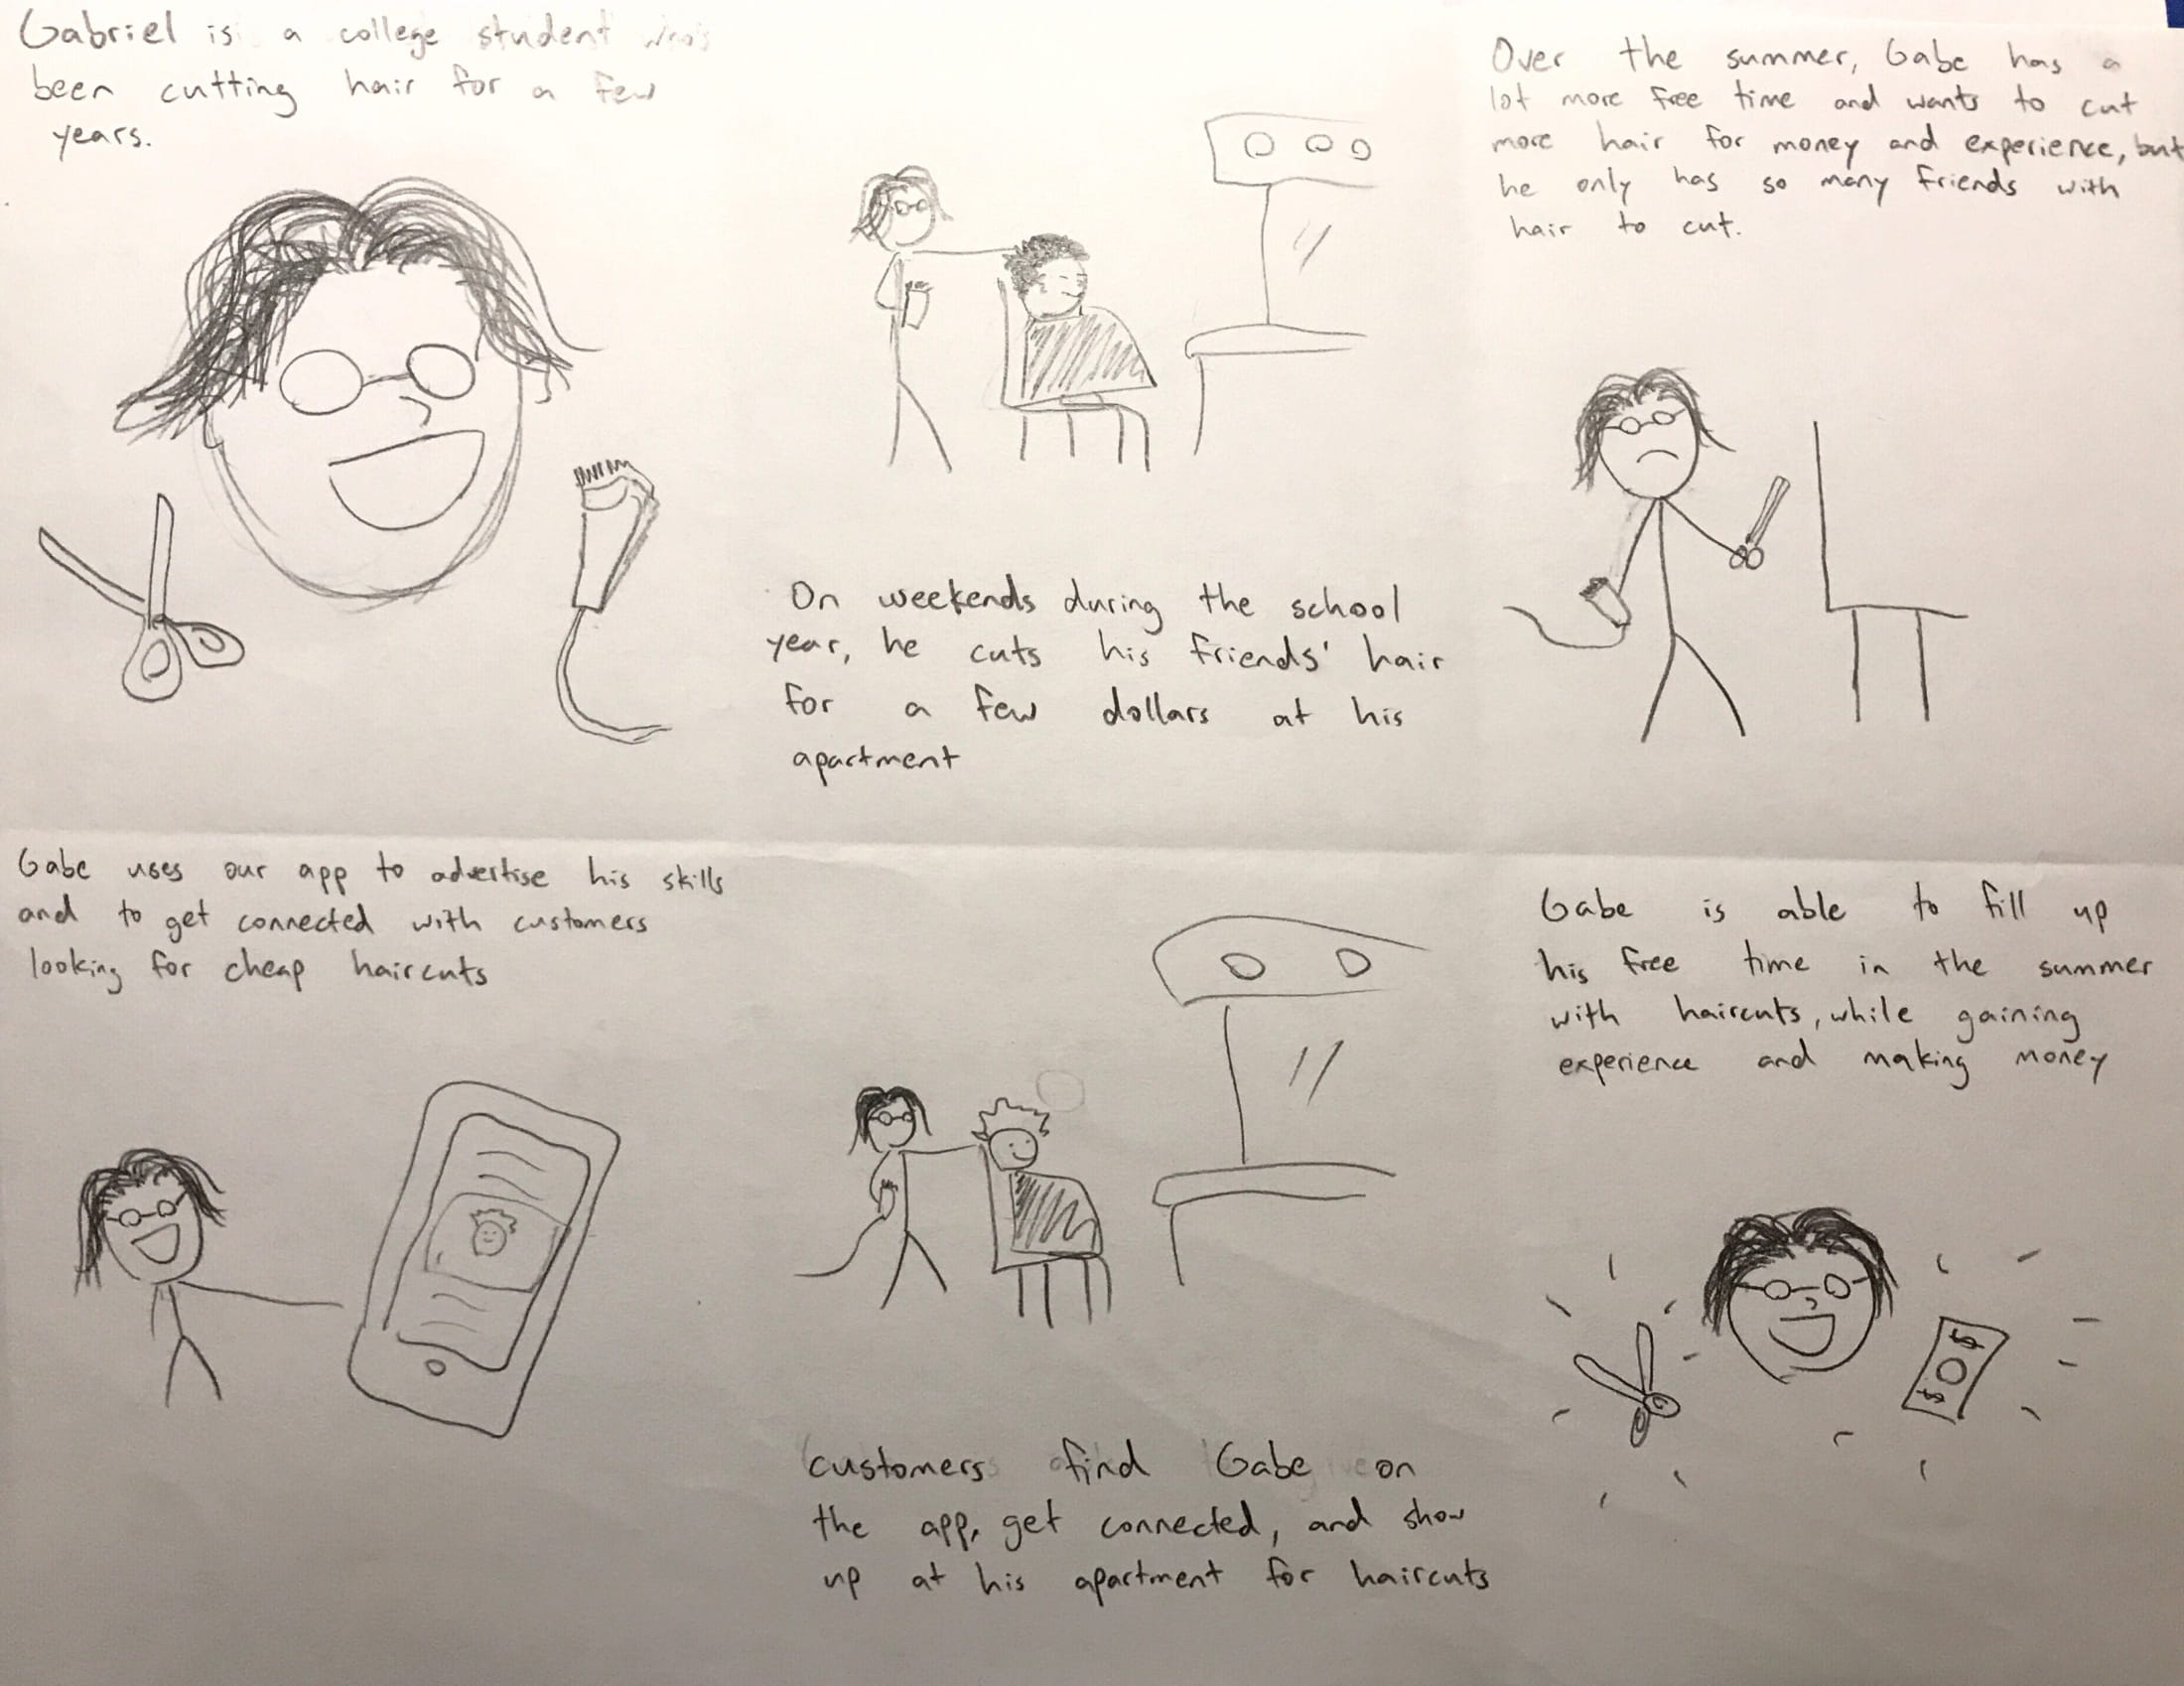 Gabriel is a college student who's
been cutting hair for a few
years.
On weekends during the school
year, he cuts his friends' hair
for a few dollars at his
apartment
Over the summer, Gabe has a
lot more free time and wants to cut
more hair for money and experience, but
he only has so many friends with
hair to cut.
Gabe uses our app to advertise his skills
and to get connected with customers
looking for cheap haircuts
customers find Gabe on
the app, get connected, and show
up at his apartment for haircuts
Gabe is able to fill up
his free time in the summer
with haircuts, while gaining
experience and making money
$ $